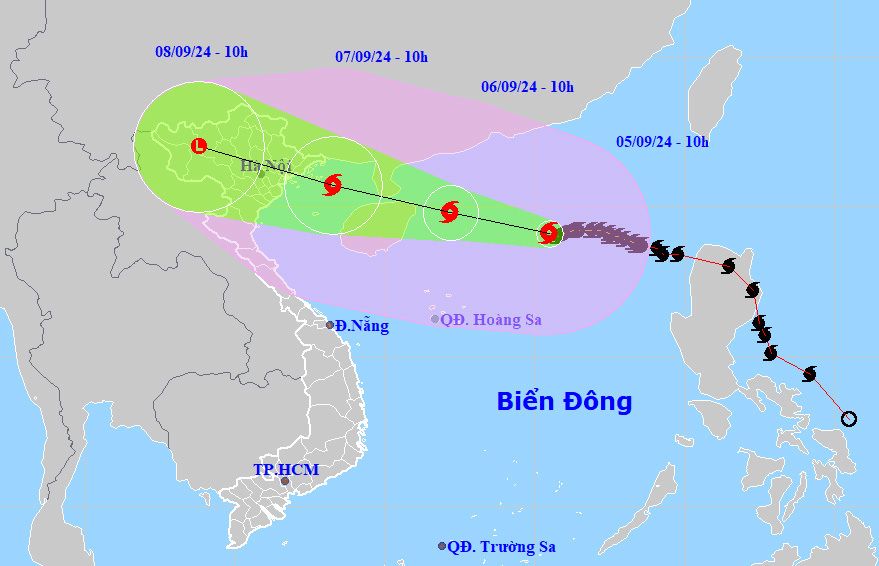 08/09/24 - 10h
07/09/24 - 10h
06/09/24 - 10h
05/09/24 - 10h
L
Hà Nội
QĐ. Hoàng Sa
Đ.Nẵng
Biển Đông
TP.HCM
QĐ. Trường Sa